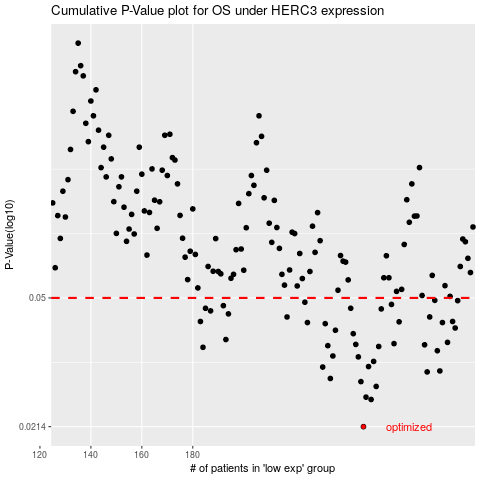 Cumulative P-Value plot for OS under HERC3 expression
P-Value(log10)
0.05
0.0214
optimized
120 140 160 180
# of patients in 'low exp' group